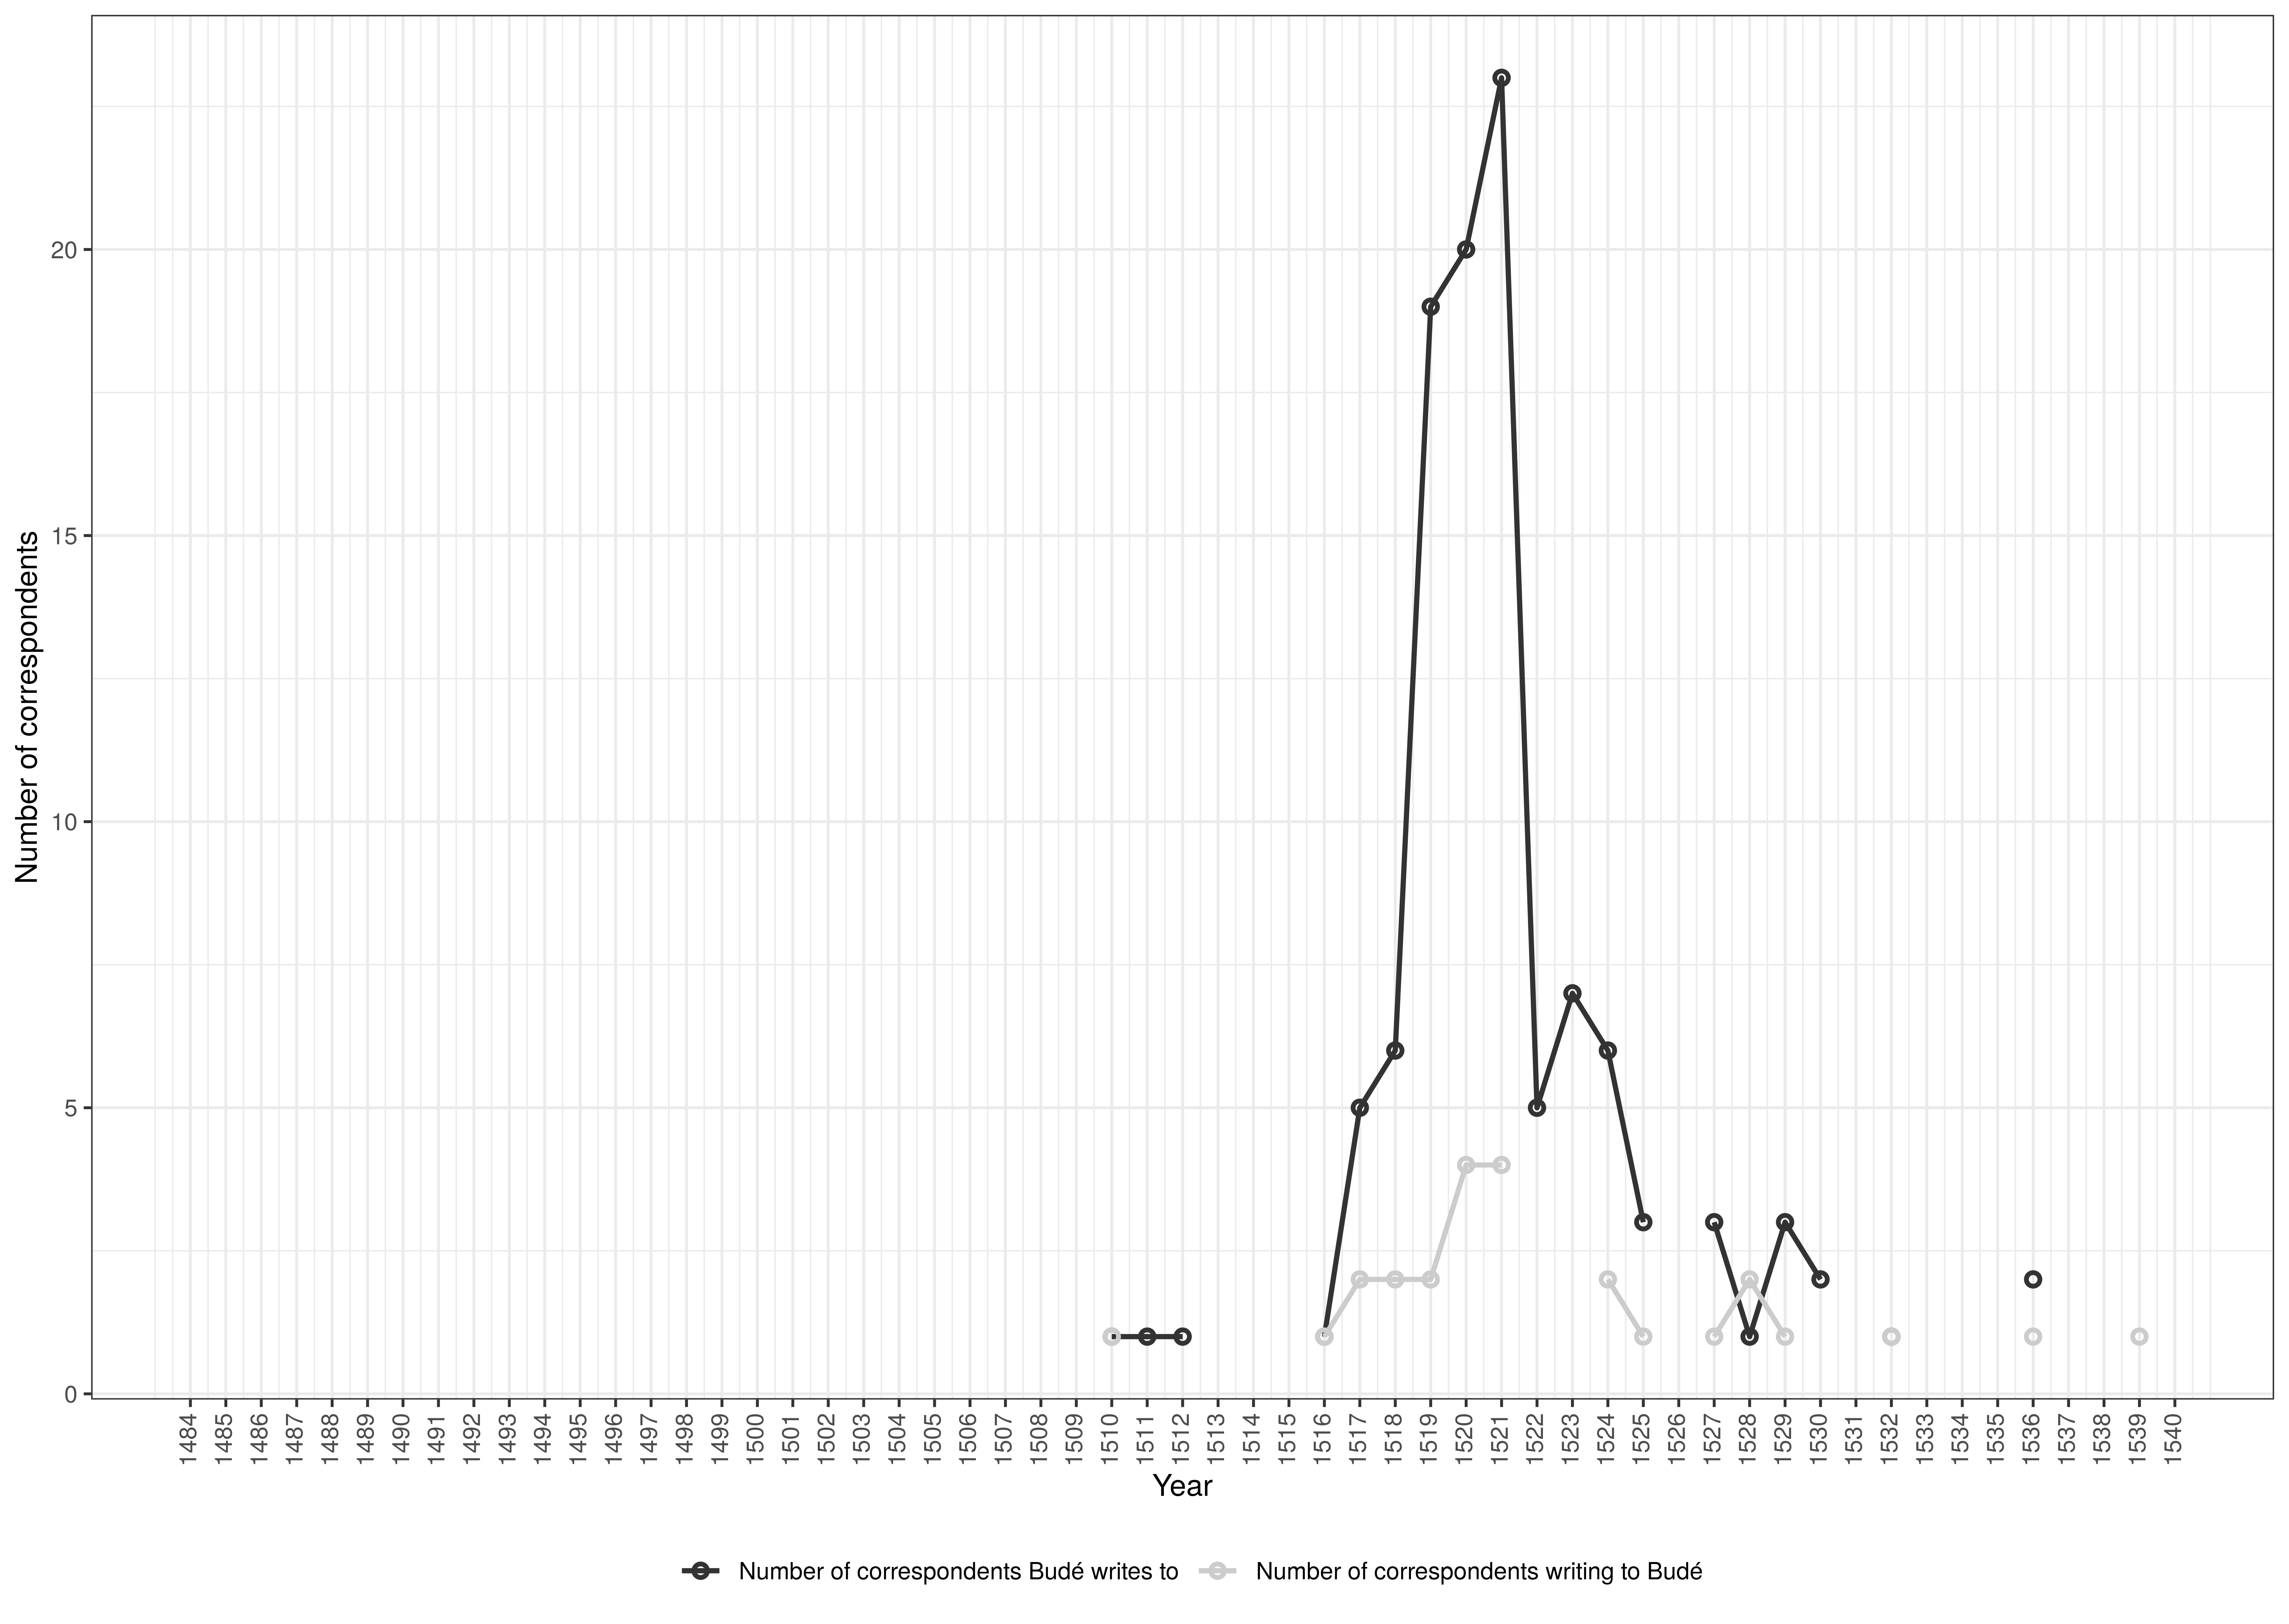 Number of correspondents
20
15
10
5
0
1484 1485 1486 1487 1488 1489 1490 1491 1492 1493 1494 1495 1496 1497 1498 1499 1500 1501 1502 1503 1504 1505 1506 1507 1508 1509 1510 1511 1512 1513 1514 1515 1516 1517 1518 1519 1520 1521 1522 1523 1524 1525 1526 1527 1528 1529 1530 1531 1532 1533 1534 1535 1536 1537 1538 1539 1540
Year
Number of correspondents Budé writes to Number of correspondents writing to Budé